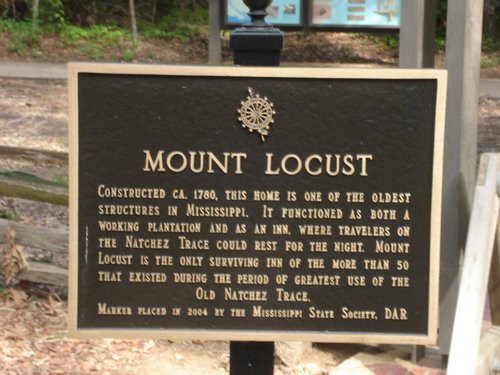 MOUNT LOCUST
CONSTRUCTED CA. 1780, THIS HOME IS ONE OF THE OLDEST
STRUCTURES IN MISSISSIPPI. IT FUNCTIONED AS BOTH A
WORKING PLANTATION AND AS AN INN, WHERE TRAVELERS ON
THE NATCHEZ TRACE COULD REST FOR THE NIGHT. MOUNT
LOCUST IS THE ONLY SURVIVING INN OF THE MORE THAN 50
THAT EXISTED DURING THE PERIOD OF GREATEST USE OF THE
OLD NATCHEZ TRACE.
MARKER PLACED IN 2004 BY THE MISSISSIPPI STATE SOCIETY, DAR